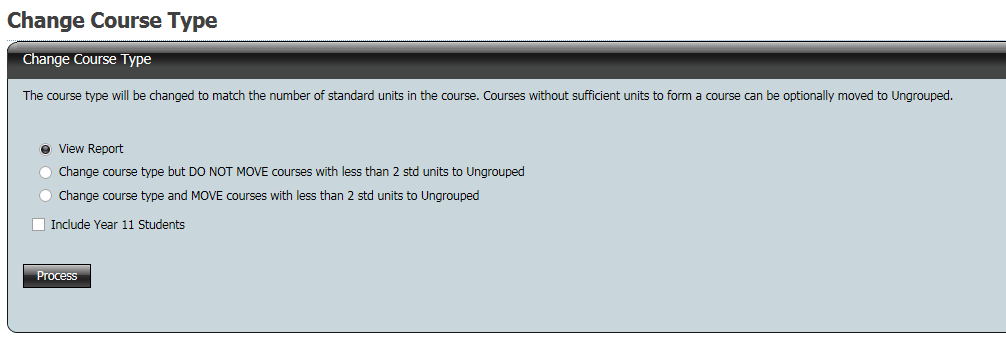 Change Course Type
Change Course Type
The course type will be changed to match the number of standard units in the course. Courses without sufficient units to form a course can be optionally moved to Ungrouped.
View Report
Change course type but DO NOT MOVE courses with less than 2 std units to Ungrouped
Change course type and MOVE courses with less than 2 std units to Ungrouped
Include Year 11 Students
Process